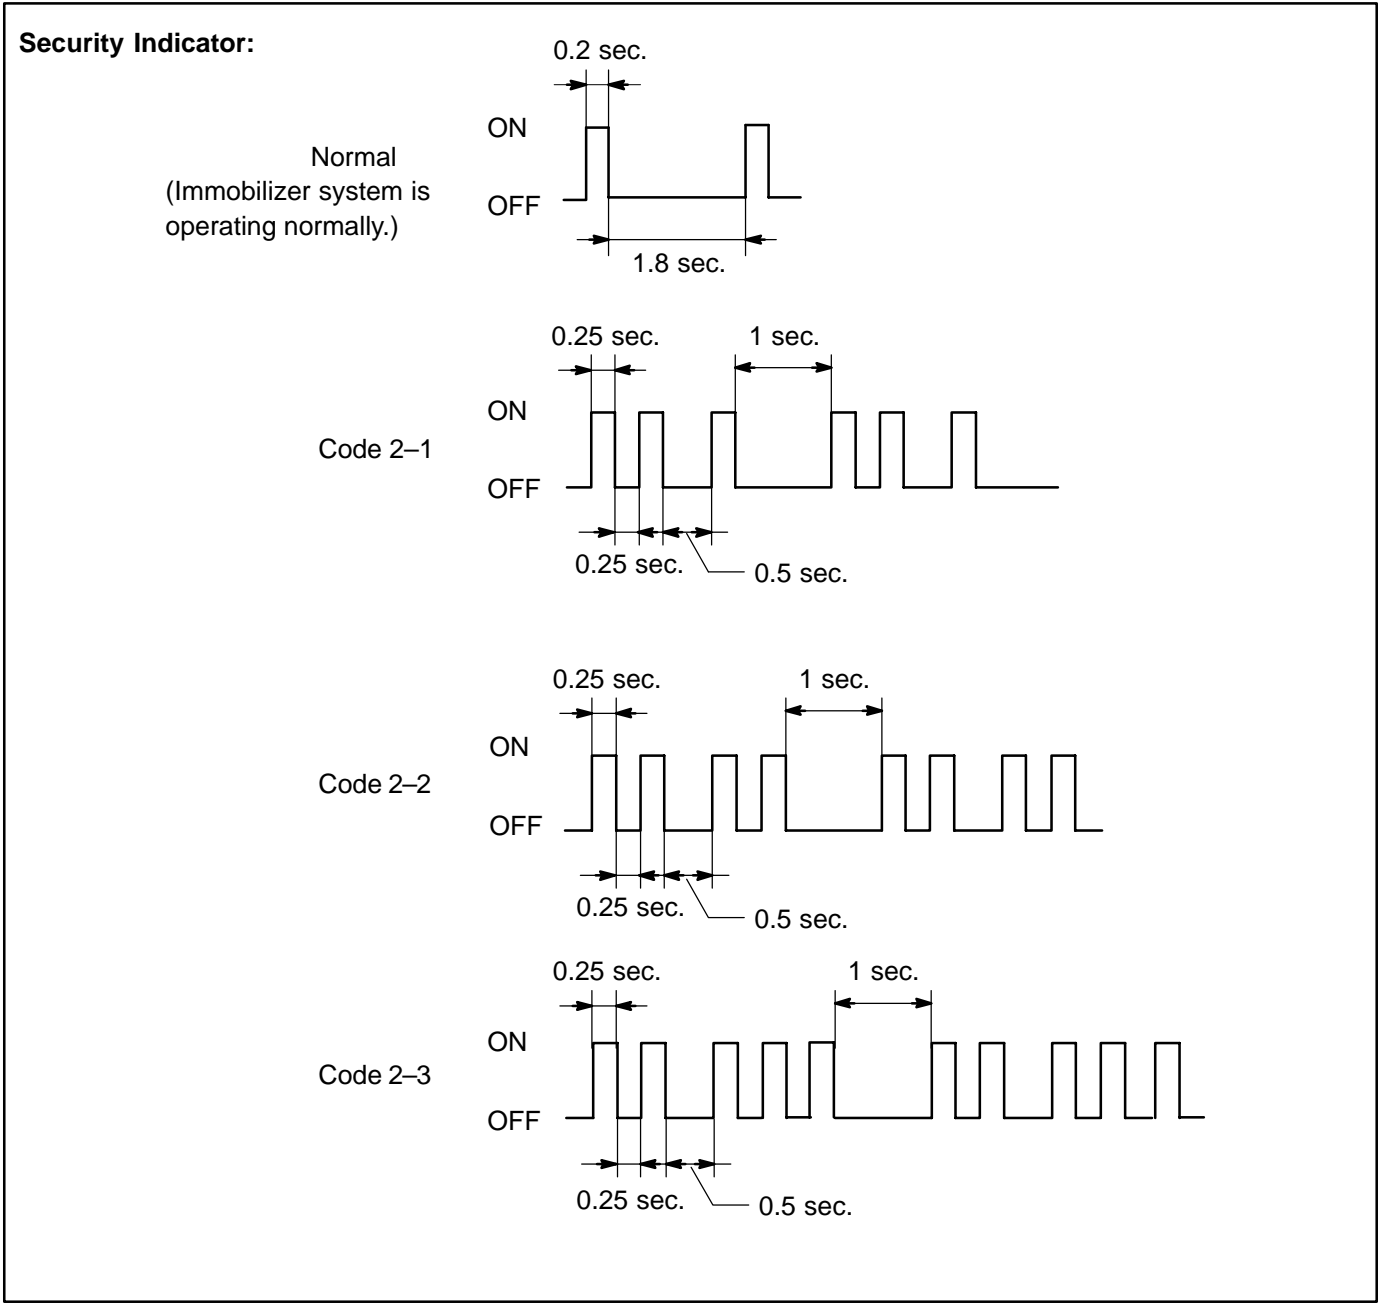 Security Indicator:
0.2 sec.
ON
Normal
(Immobilizer system is
operating normally.)
OFF
1.8 sec.
0.25 sec.
1 sec.
ON
Code 2–1
OFF
0.25 sec.
0.5 sec.
0.25 sec.
1 sec.
ON
Code 2–2
OFF
0.25 sec.
0.5 sec.
0.25 sec.
1 sec.
ON
Code 2–3
OFF
0.25 sec.
0.5 sec.